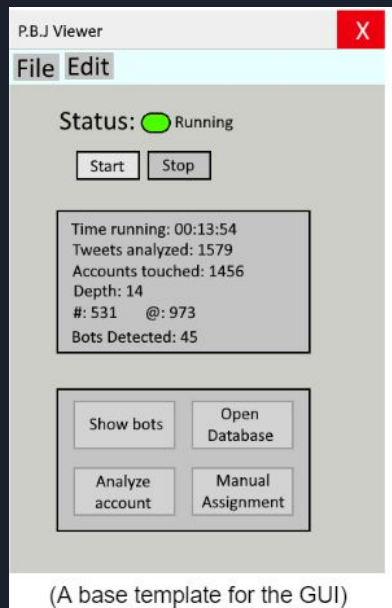 P.B.J Viewer X
File Edit
Status: Running
Start Stop
Time running: 00:13:54
Tweets analyzed: 1579
Accounts touched: 1456
Depth: 14
#: 531 @: 973
Bots Detected: 45
Show bots
Open
Database
Analyze
account
Manual
Assignment
(A base template for the GUI)